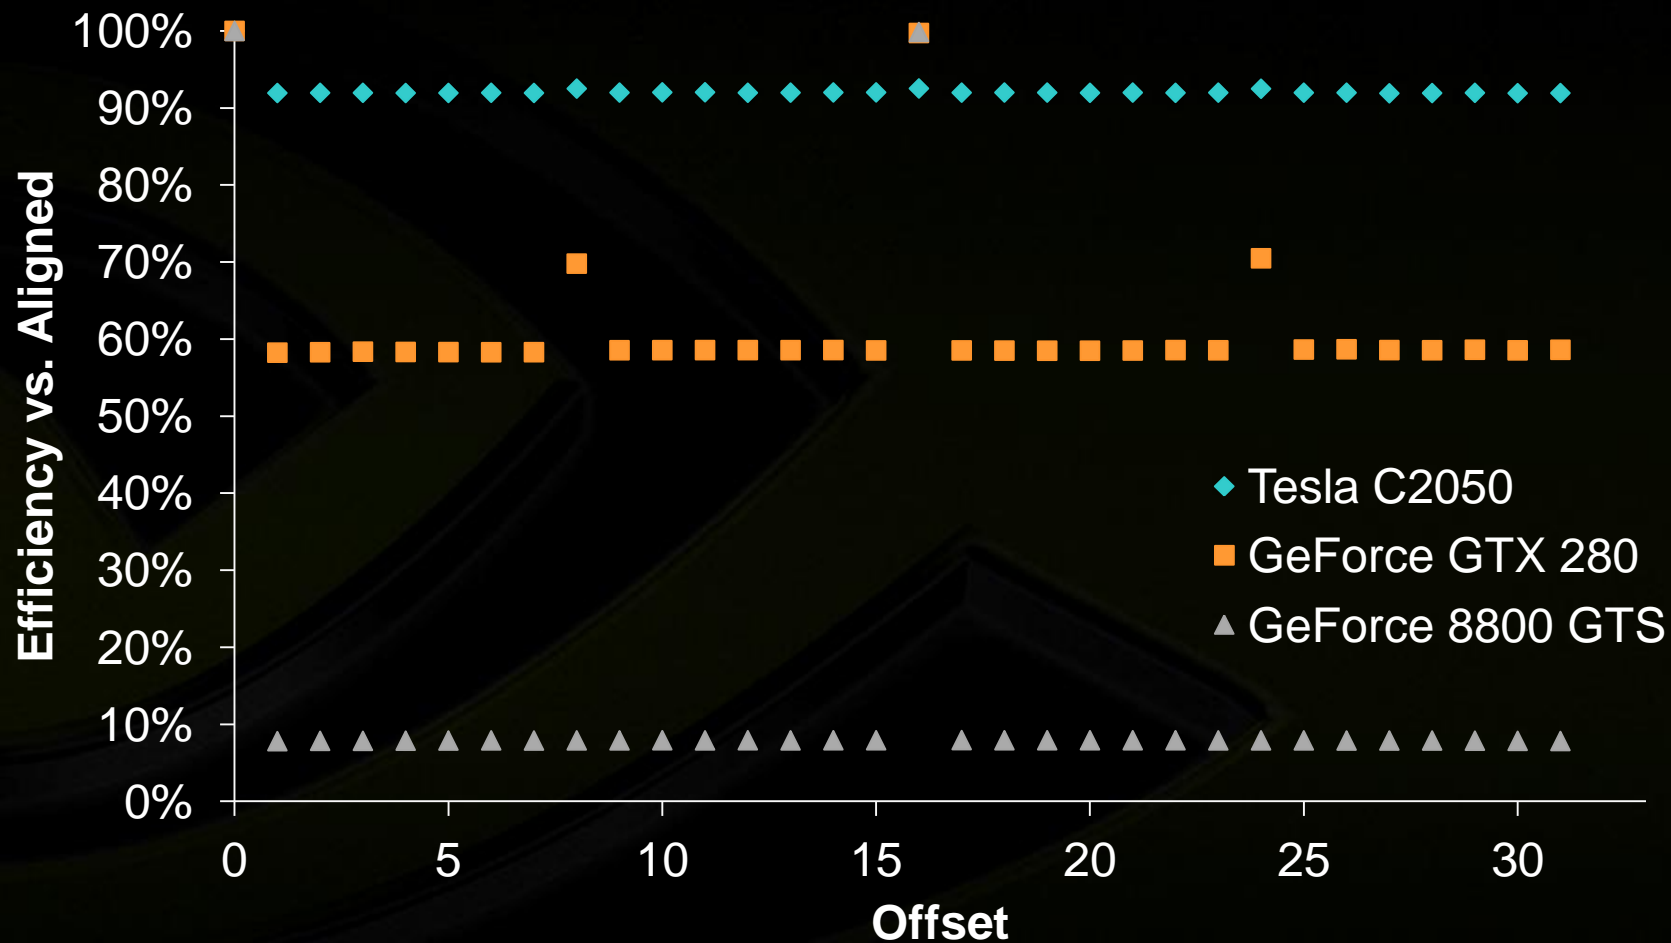 100%
90%
80%
70%
60%
50%
40%
30%
20%
10%
0%
Efficiency vs. Aligned
Tesla C2050
GeForce GTX 280
GeForce 8800 GTS
0 5 10 15 20 25 30
Offset